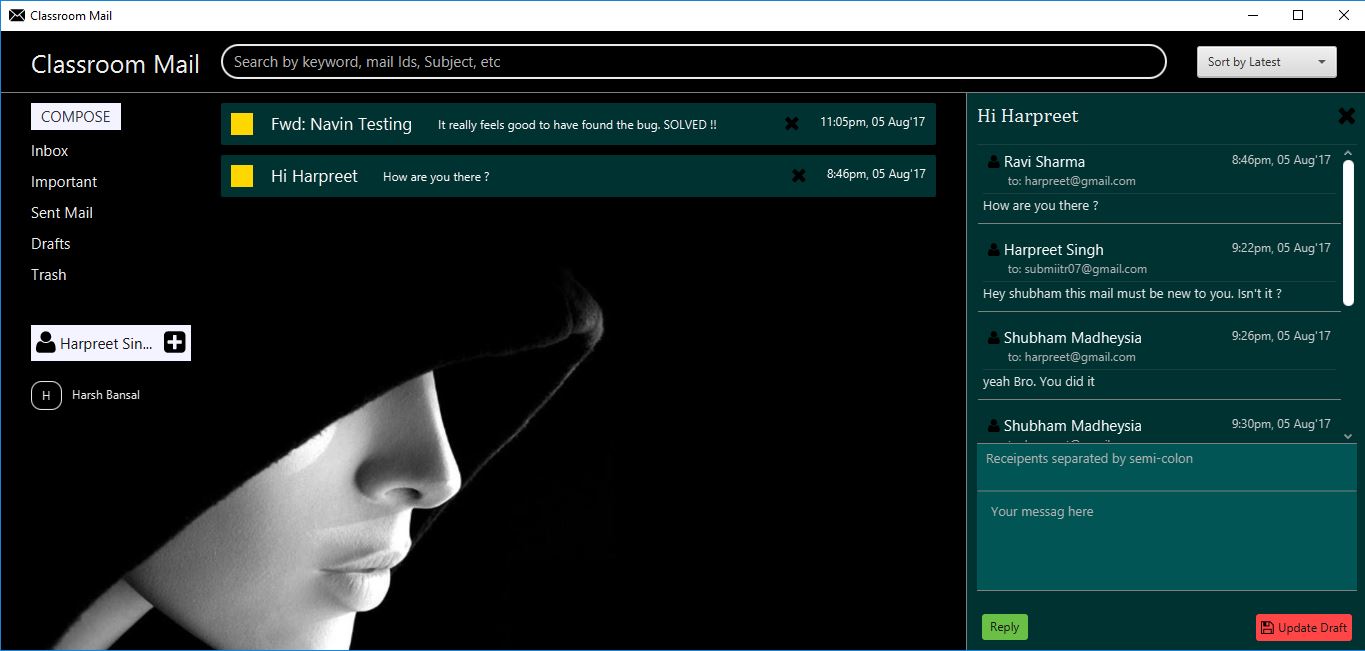 Classroom Mail
Classroom Mail
Search by keyword, mail Ids, Subject, etc
Sort by Latest
COMPOSE
Inbox
Important
Sent Mail
Drafts
Trash
Harpreet Sin...
H Harsh Bansal
Fwd: Navin Testing It really feels good to have found the bug. SOLVED !! 11:05pm, 05 Aug'17
Hi Harpreet How are you there ? 8:46pm, 05 Aug'17
Hi Harpreet
Ravi Sharma 8:46pm, 05 Aug'17
to: harpreet@gmail.com
How are you there ?
Harpreet Singh 9:22pm, 05 Aug'17
to: submiitr07@gmail.com
Hey shubham this mail must be new to you. Isn't it ?
Shubham Madheysia 9:26pm, 05 Aug'17
to: harpreet@gmail.com
yeah Bro. You did it
Shubham Madheysia 9:30pm, 05 Aug'17
Receipents separated by semi-colon
Your messag here
Reply
Update Draft